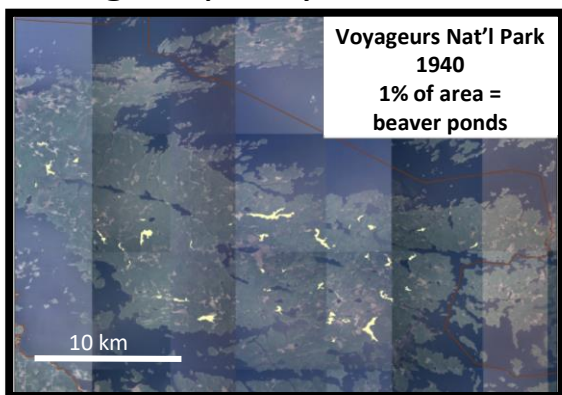 Voyageurs Nat'l Park
1940
1% of area =
beaver ponds
10 km